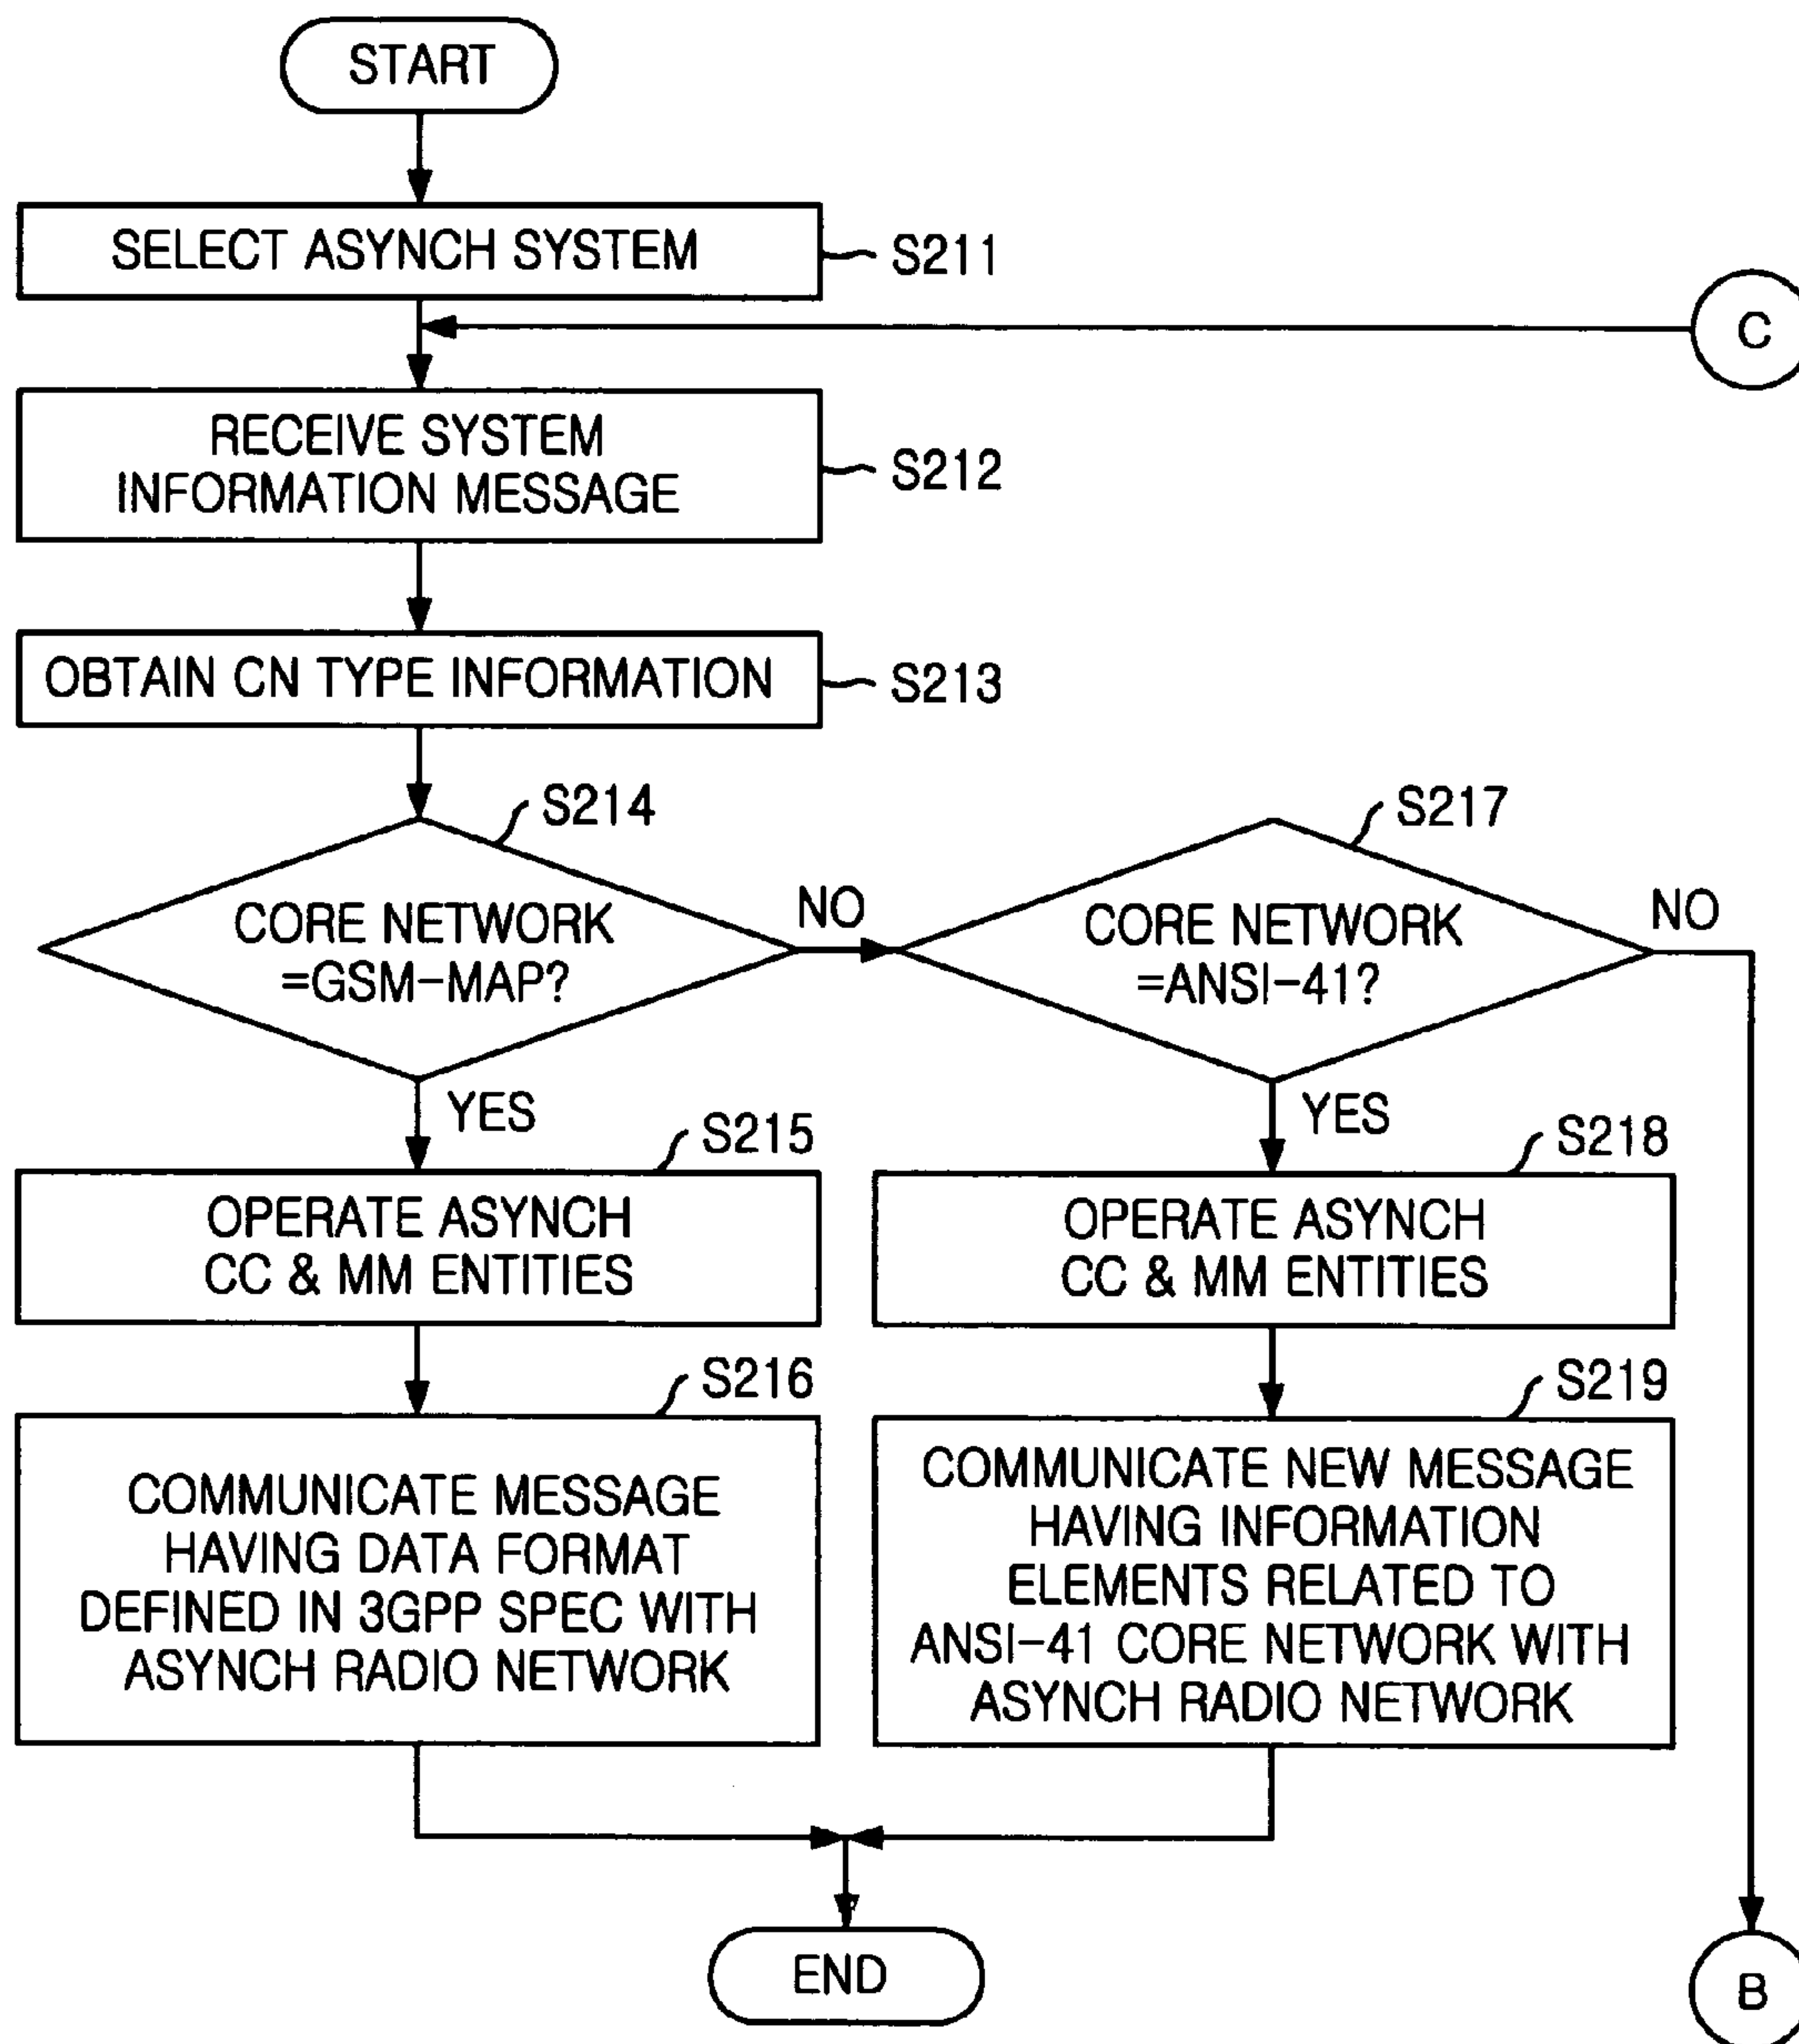 START
SELECT ASYNCH SYSTEM
S211
C
RECEIVE SYSTEM
INFORMATION MESSAGE
S212
OBTAIN CN TYPE INFORMATION
S213
S214
CORE NETWORK
=GSM-MAP?
NO
S217
CORE NETWORK
=ANSI-41?
NO
YES
YES
S215
OPERATE ASYNCH
CC & MM ENTITIES
S218
OPERATE ASYNCH
CC & MM ENTITIES
S216
COMMUNICATE MESSAGE
HAVING DATA FORMAT
DEFINED IN 3GPP SPEC WITH
ASYNCH RADIO NETWORK
S219
COMMUNICATE NEW MESSAGE
HAVING INFORMATION
ELEMENTS RELATED TO
ANSI-41 CORE NETWORK WITH
ASYNCH RADIO NETWORK
END
B